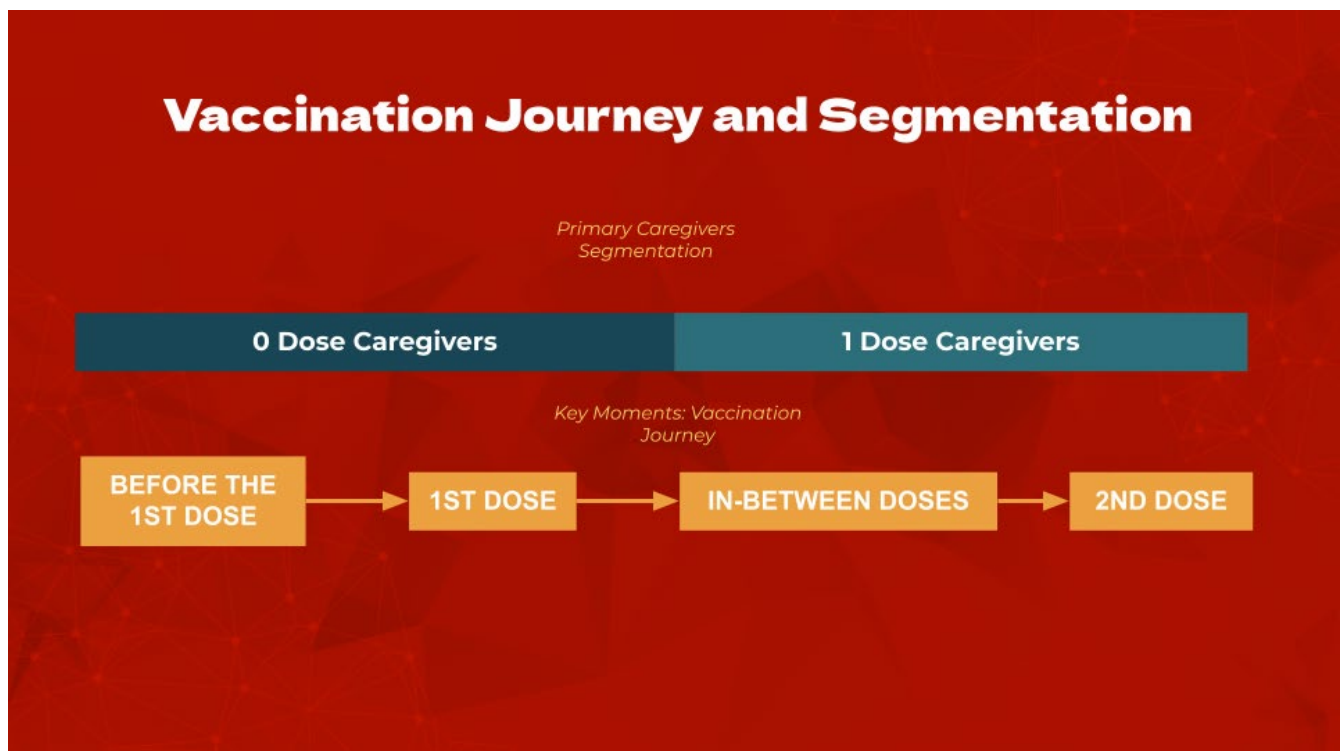 Vaccination Journey and Segmentation
Primary Caregivers
Segmentation
0 Dose Caregivers
1 Dose Caregivers
Key Moments: Vaccination
Journey
BEFORE THE
1ST DOSE
1ST DOSE
IN-BETWEEN DOSES
2ND DOSE